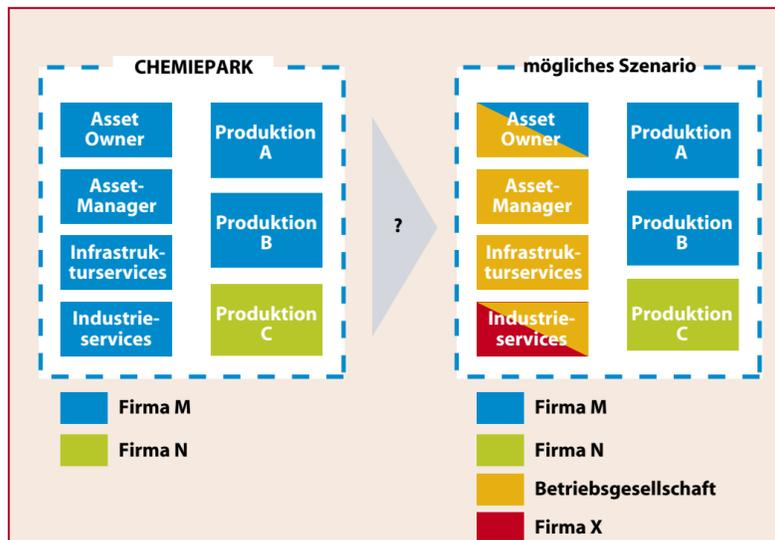 CHEMIEPARK
Asset
Owner
Asset-
Manager
Infrastruk-
turservices
Industrie-
services
Produktion
A
Produktion
B
Produktion
C
Firma M
Firma N
?
mögliches Szenario
Asset
Owner
Asset-
Manager
Infrastruk-
turservices
Industrie-
services
Produktion
A
Produktion
B
Produktion
C
Firma M
Firma N
Betriebsgesellschaft
Firma X